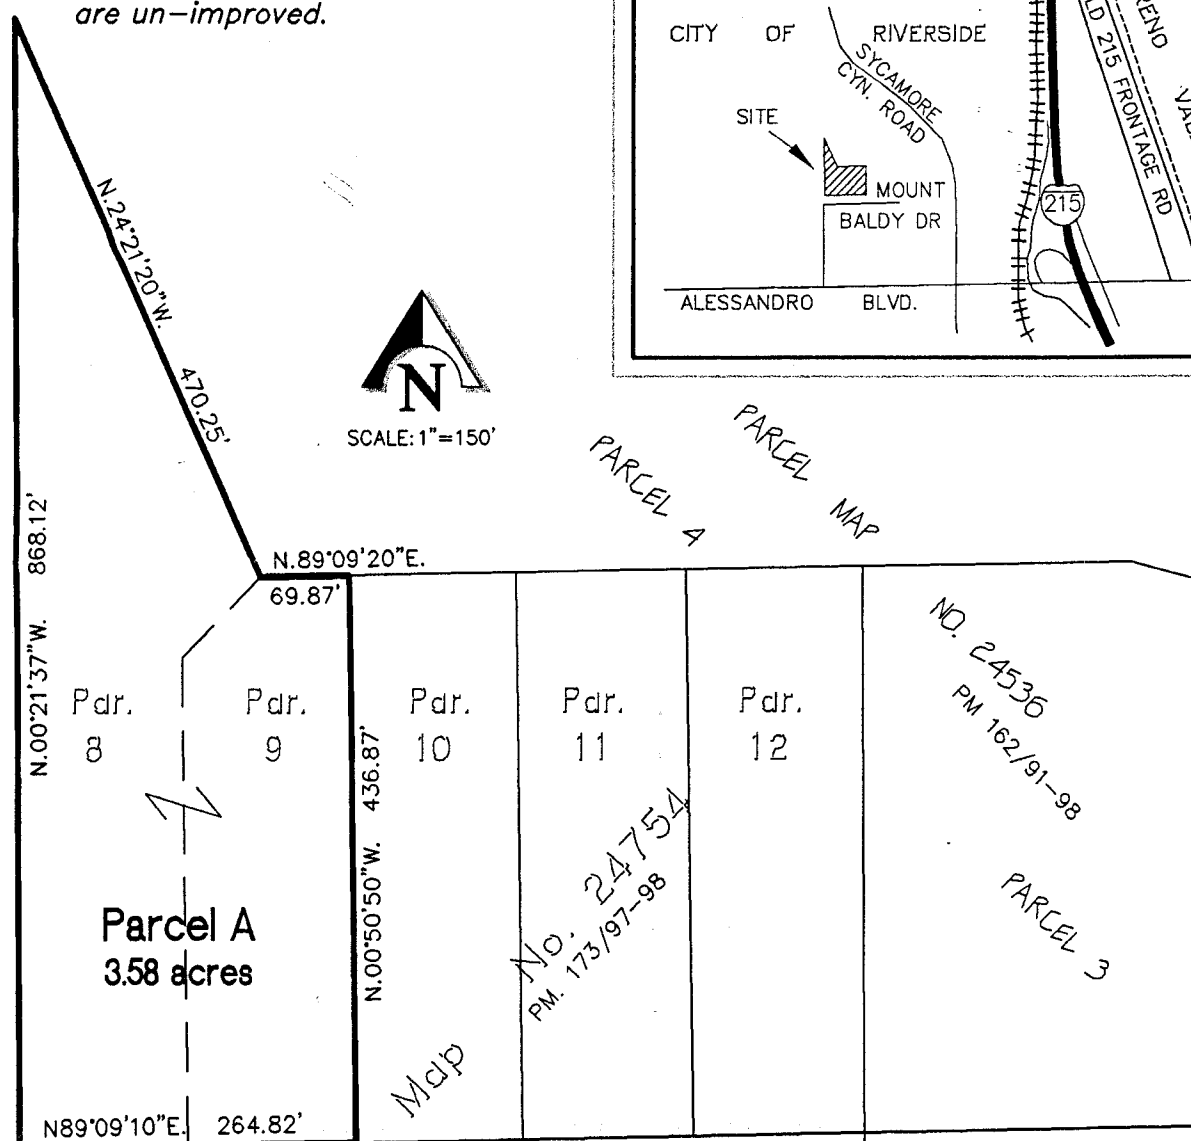 are un-improved.
CITY OF RIVERSIDE
SYCAMORE
CYN. ROAD
SITE
MOUNT
BALDY DR
ALESSANDRO BLVD.
215
LD 215 FRONTAGE RD
RENO VAL
N.24°21'20"W. 470.25'
N
SCALE: 1"=150'
PARCEL 4
PARCEL MAP
NO. 24536
PM 162/91-98
PARCEL 3
N.00°21'37"W. 868.12'
N.89°09'20"E.
69.87'
Par.
8
Par.
9
Par.
10
Par.
11
Par.
12
N.00°50'50"W. 436.87'
Parcel A
3.58 acres
Map No. 24754
PM. 173/97-98
N89°09'10"E. 264.82'